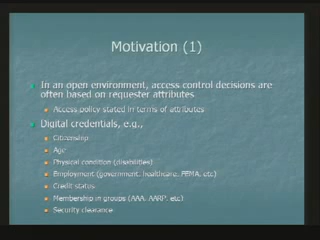 Motivation (1)
In an open environment, access control decisions are
often based on requester attributes
Access policy stated in terms of attributes
Digital credentials, e.g.,
Citizenship
Age
Physical condition (disabilities)
Employment (government, healthcare, FEMA, etc)
Credit status
Membership in groups (AAA, AARP, etc)
Security clearance